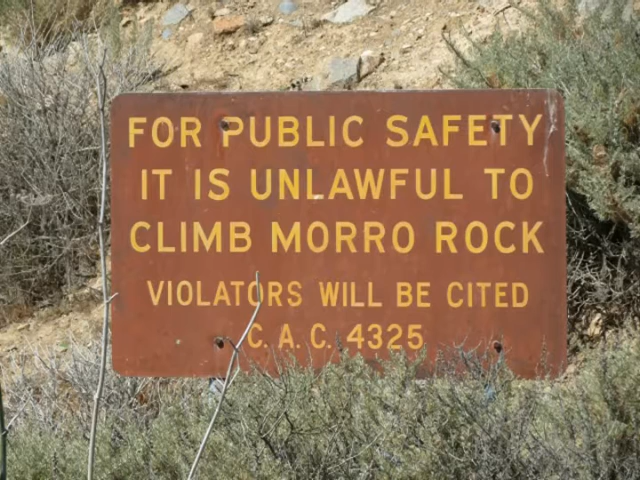 FOR PUBLIC SAFETY
IT IS UNLAWFUL TO
CLIMB MORRO ROCK
VIOLATORS WILL BE CITED
C. A. C. 4325